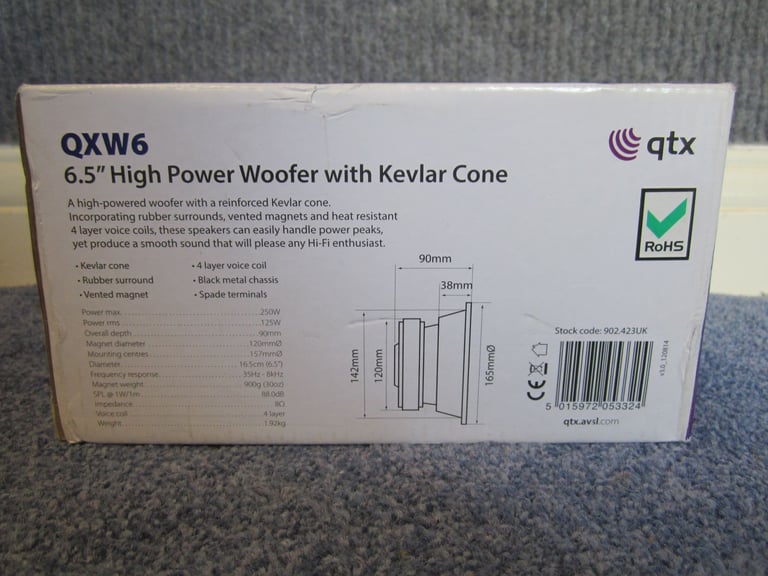 QXW6
qtx
6.5" High Power Woofer with Kevlar Cone
A high-powered woofer with a reinforced Kevlar cone.
Incorporating rubber surrounds, vented magnets and heat resistant
4 layer voice coils, these speakers can easily handle power peaks,
yet produce a smooth sound that will please any Hi-Fi enthusiast.
RoHS
• Kevlar cone • 4 layer voice coil
• Rubber surround • Black metal chassis
• Vented magnet • Spade terminals
Power max. 250W
Power rms 125W
Overall depth 90mm
Magnet diameter 120mmØ
Mounting centres 157mmØ
Diameter 16.5cm (6.5")
Frequency response 35Hz - 8kHz
Magnet weight 900g (30oz)
SPL @ 1W/1m 88.0dB
Impedance 8Ω
Voice coil 4 layer
Weight 1.92kg
90mm
38mm
142mm
120mm
165mmØ
Stock code: 902.423UK
CE
5 015972 053324
v3.0_120814
qtx.avsl.com